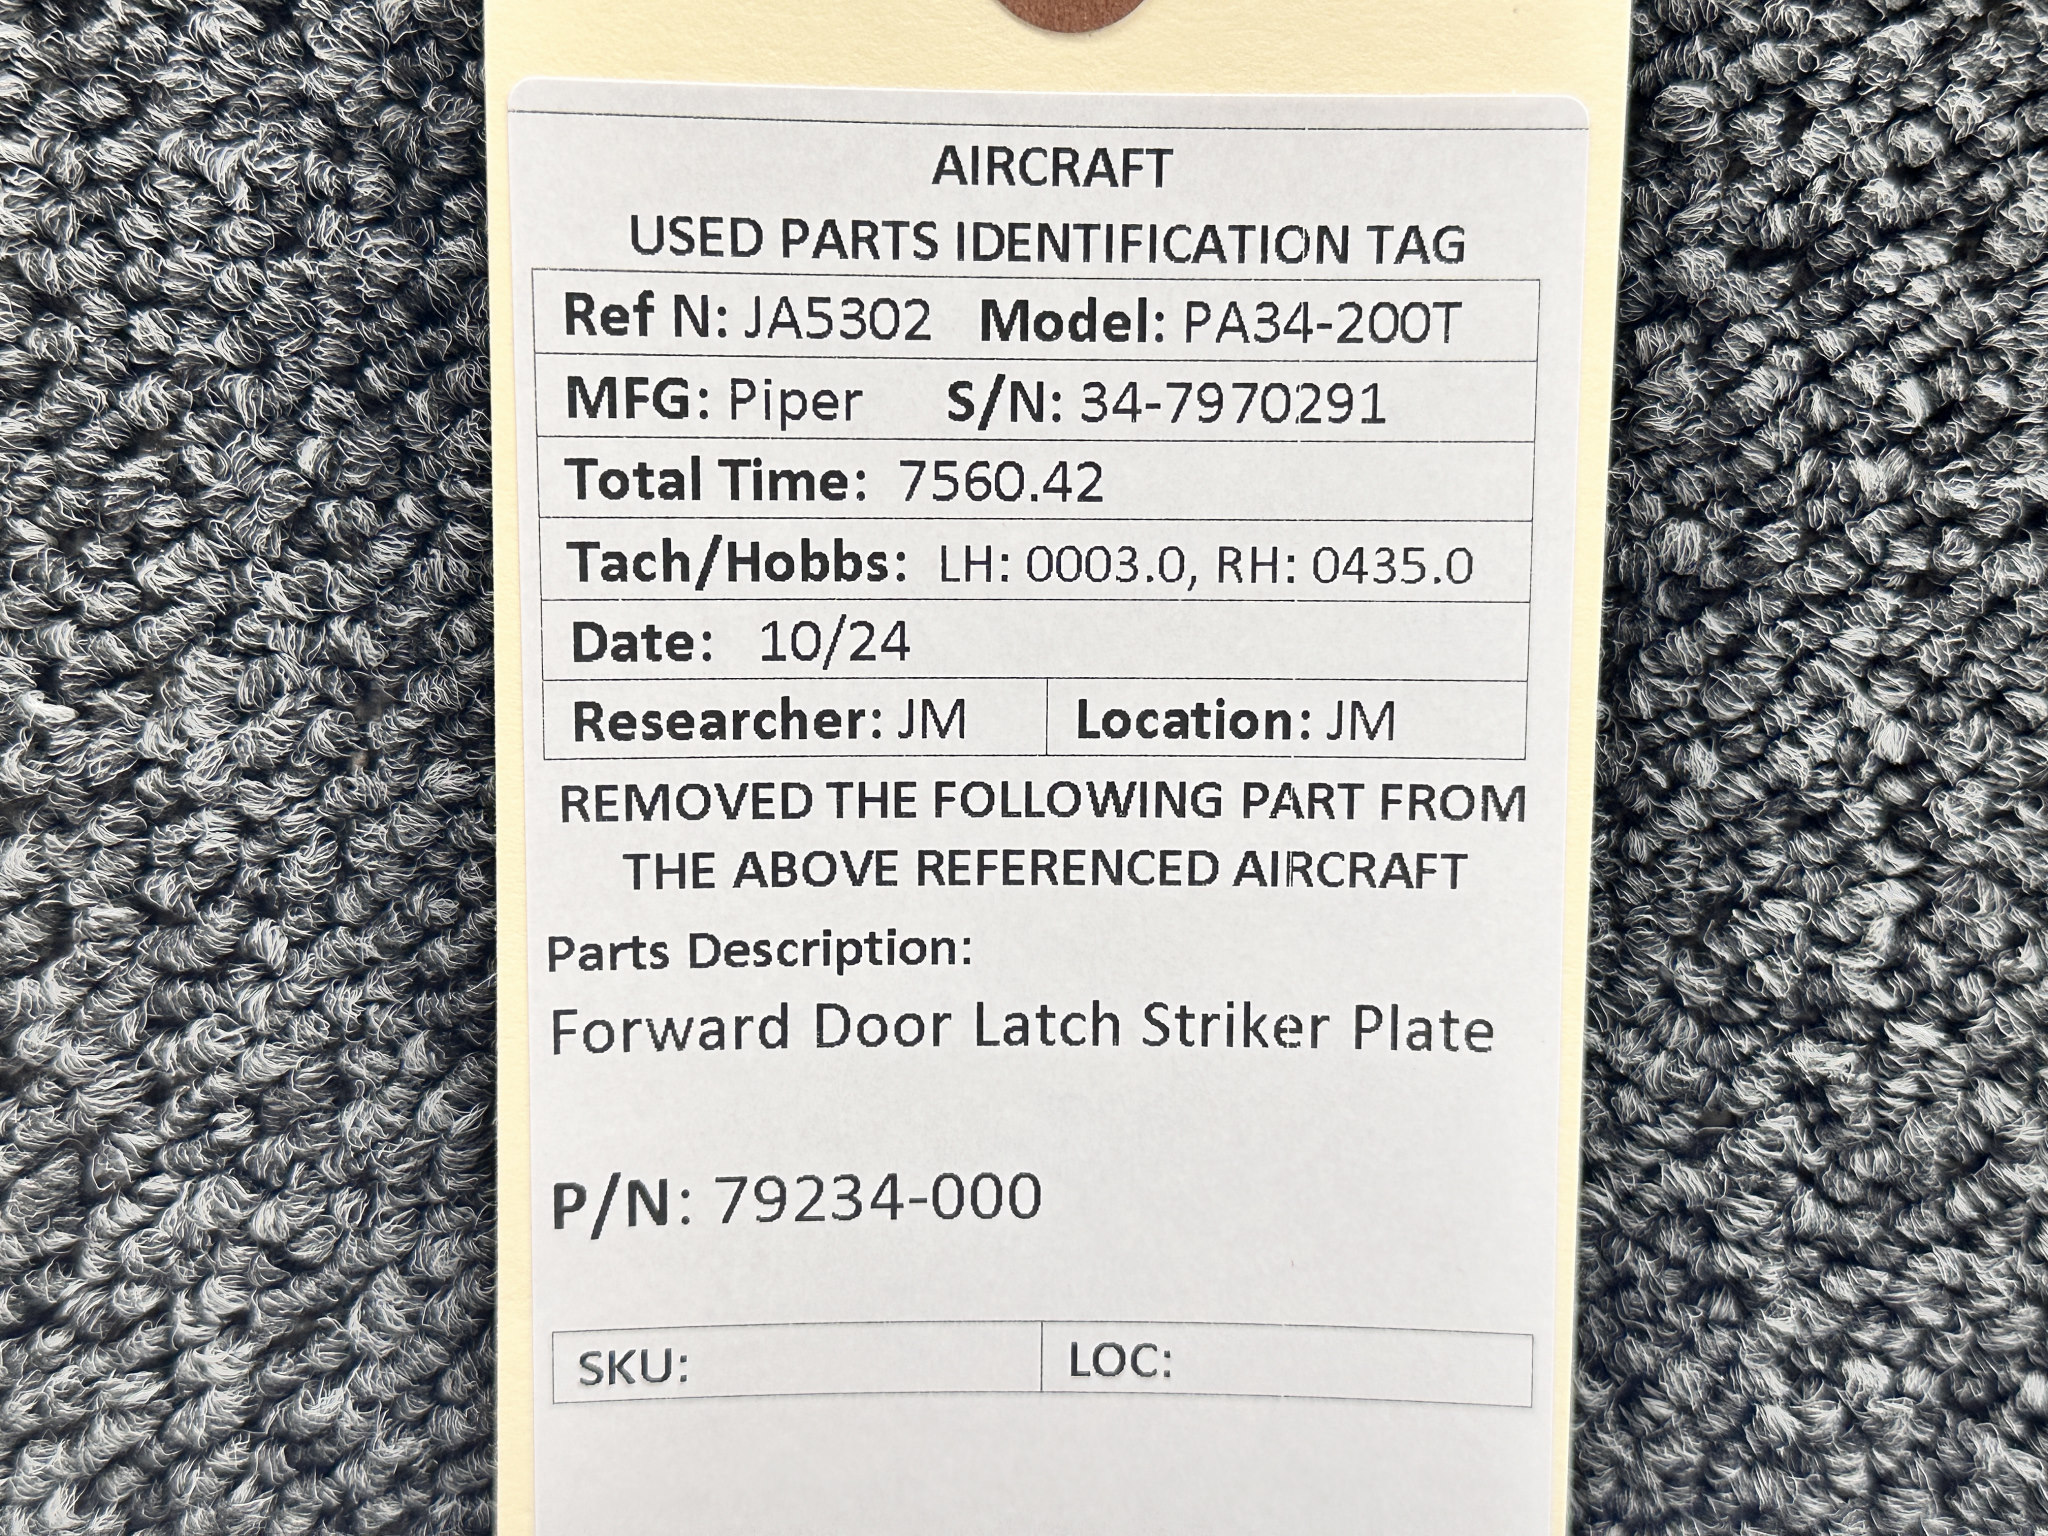 AIRCRAFT
USED PARTS IDENTIFICATION TAG
Ref N: JA5302 Model: PA34-200T
MFG: Piper S/N: 34-7970291
Total Time: 7560.42
Tach/Hobbs: LH: 0003.0, RH: 0435.0
Date: 10/24
Researcher: JM Location: JM
REMOVED THE FOLLOWING PART FROM
THE ABOVE REFERENCED AIRCRAFT
Parts Description:
Forward Door Latch Striker Plate
P/N: 79234-000
SKU: LOC: